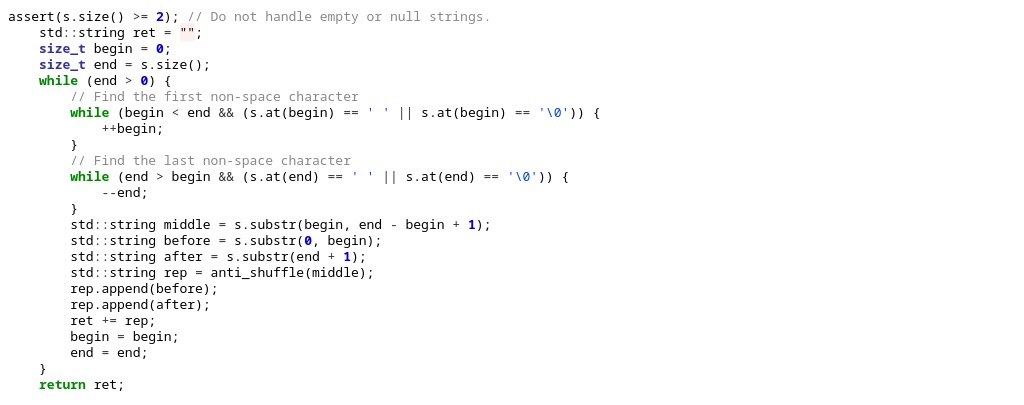 assert(s.size() >= 2); // Do not handle empty or null strings.
    std::string ret = "";
    size_t begin = 0;
    size_t end = s.size();
    while (end > 0) {
        // Find the first non-space character
        while (begin < end && (s.at(begin) == ' ' || s.at(begin) == '\0')) {
            ++begin;
        }
        // Find the last non-space character
        while (end > begin && (s.at(end) == ' ' || s.at(end) == '\0')) {
            --end;
        }
        std::string middle = s.substr(begin, end - begin + 1);
        std::string before = s.substr(0, begin);
        std::string after = s.substr(end + 1);
        std::string rep = anti_shuffle(middle);
        rep.append(before);
        rep.append(after);
        ret += rep;
        begin = begin;
        end = end;
    }
    return ret;